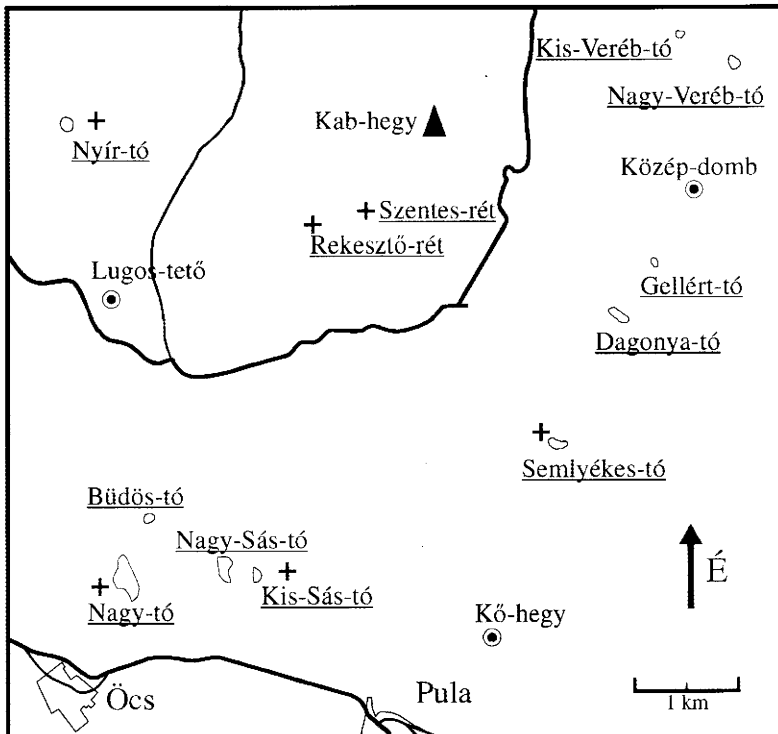 Kis-Veréb-tó
Nagy-Veréb-tó
Nyír-tó
Kab-hegy
Közép-domb
Szentes-rét
Rekesztő-rét
Lugos-tető
Gellért-tó
Dagonya-tó
Semlyékes-tó
Büdös-tó
Nagy-Sás-tó
Kis-Sás-tó
Nagy-tó
É
Kő-hegy
Öcs
Pula
1 km